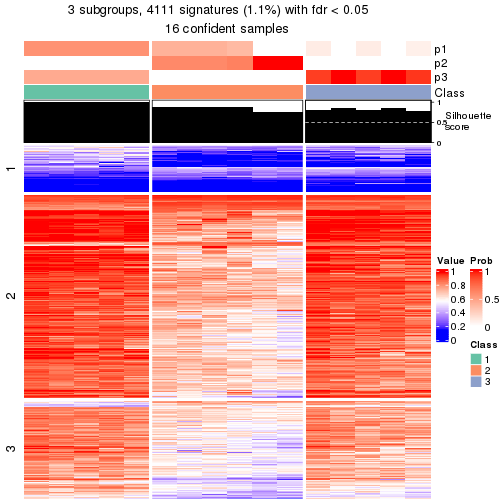 3 subgroups, 4111 signatures (1.1%) with fdr < 0.05
16 confident samples
p1
p2
p3
Class
1
0.5
0
Silhouette
score
1
2
3
Value Prob
1 1
0.8
0.6 0.5
0.4
0.2 0
0
Class
1
2
3